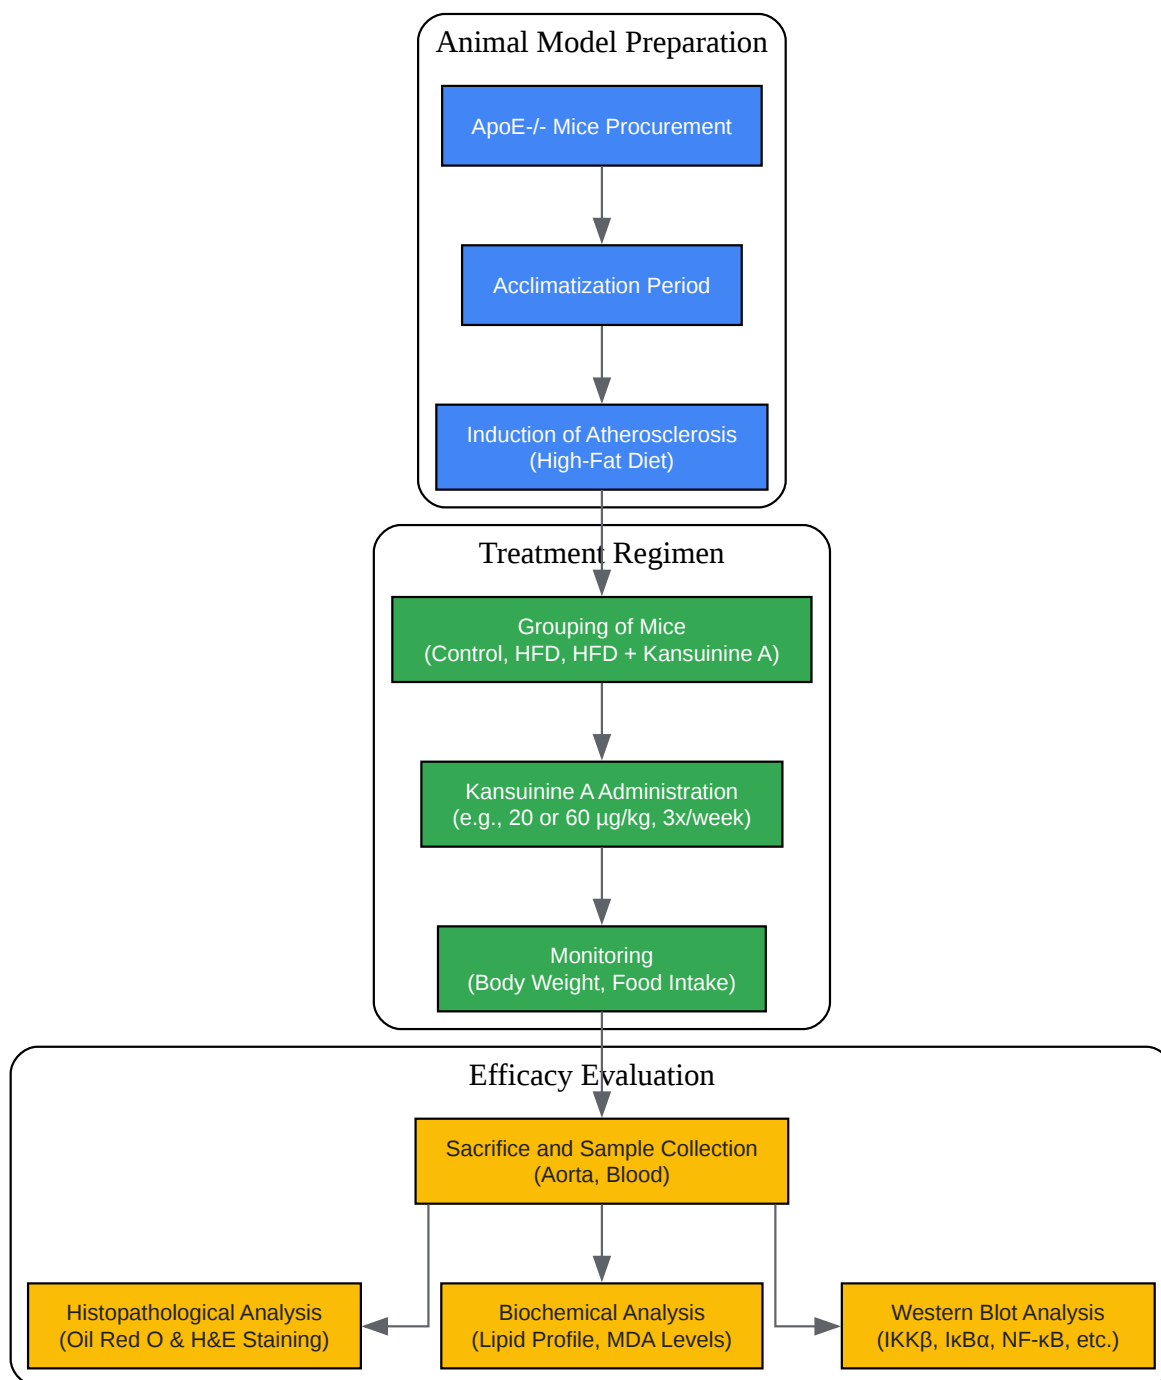 Animal Model Preparation
ApoE-/- Mice Procurement
Acclimatization Period
Induction of Atherosclerosis
(High-Fat Diet)
Treatment Regimen
Grouping of Mice
(Control, HFD, HFD + Kansuinine A)
Kansuinine A Administration
(e.g., 20 or 60 µg/kg, 3x/week)
Monitoring
(Body Weight, Food Intake)
Efficacy Evaluation
Sacrifice and Sample Collection
(Aorta, Blood)
Histopathological Analysis
(Oil Red O & H&E Staining)
Biochemical Analysis
(Lipid Profile, MDA Levels)
Western Blot Analysis
(IKKβ, IκBα, NF-κB, etc.)